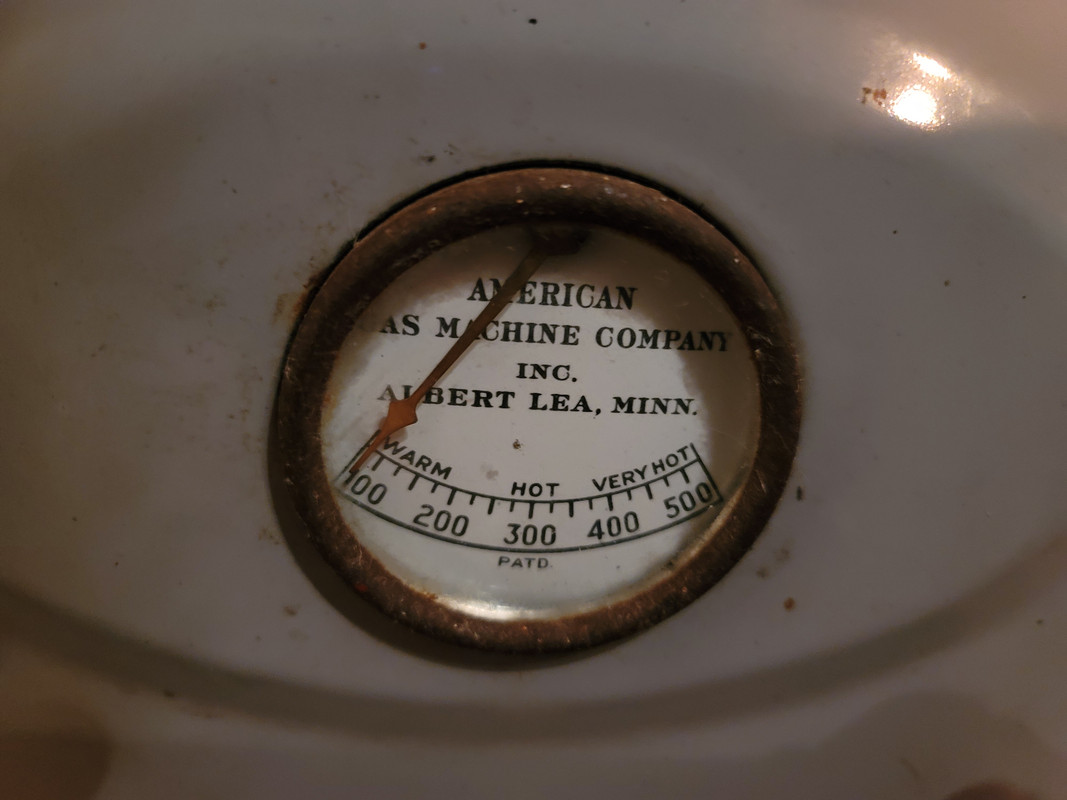 AMERICAN
AS MACHINE COMPANY
INC.
ALBERT LEA, MINN.
WARM HOT VERY HOT
100 200 300 400 500
PATD.